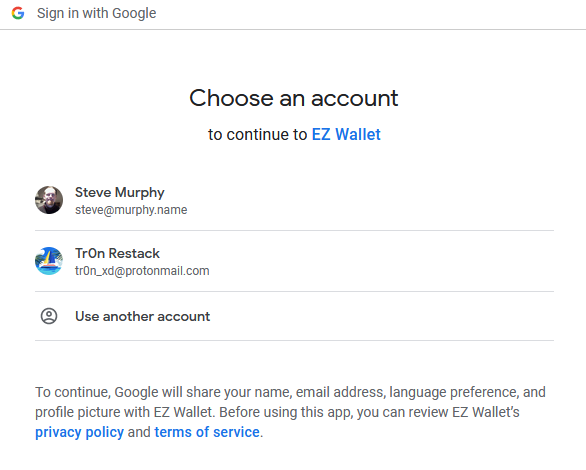 Sign in with Google
Choose an account
to continue to EZ Wallet
Steve Murphy
steve@murphy.name
Tr0n Restack
tr0n_xd@protonmail.com
Use another account
To continue, Google will share your name, email address, language preference, and
profile picture with EZ Wallet. Before using this app, you can review EZ Wallet’s
privacy policy and terms of service.